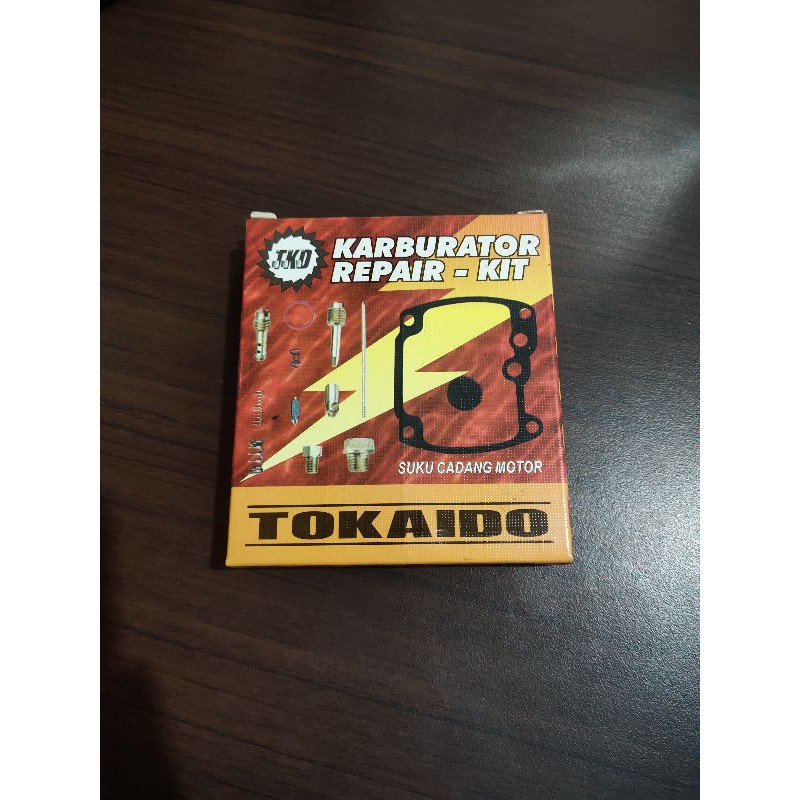 TKD
KARBURATOR
REPAIR - KIT
SUKU CADANG MOTOR
TOKAIDO